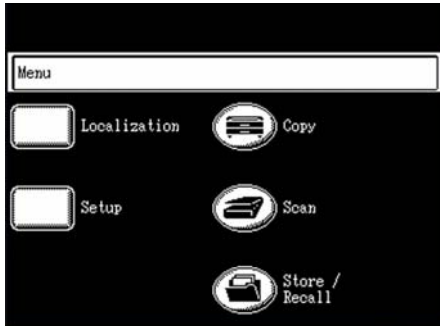 Menu
Localization
Copy
Setup
Scan
Store /
Recall